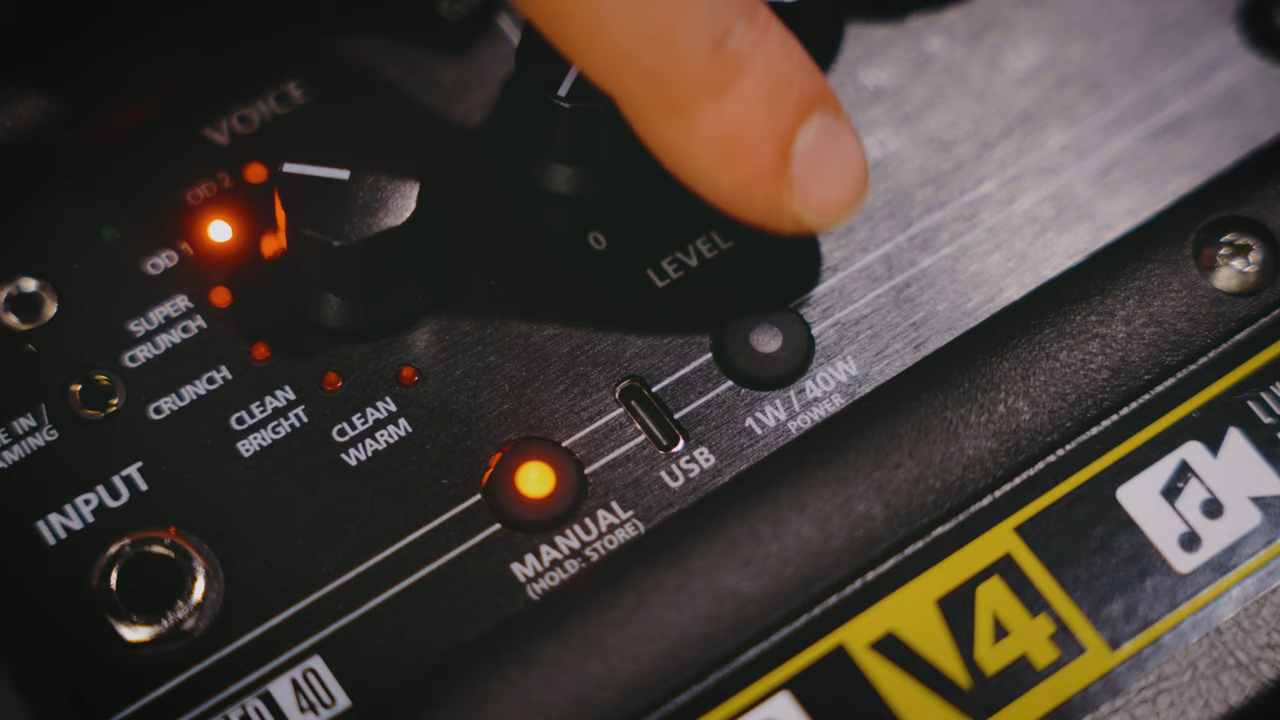 VOICE
OD 2
OD 1
SUPER
CRUNCH
CRUNCH
CLEAN
BRIGHT
CLEAN
WARM
0
LEVEL
INPUT
MANUAL
(HOLD: STORE)
USB
1W / 40W
POWER
40
V4